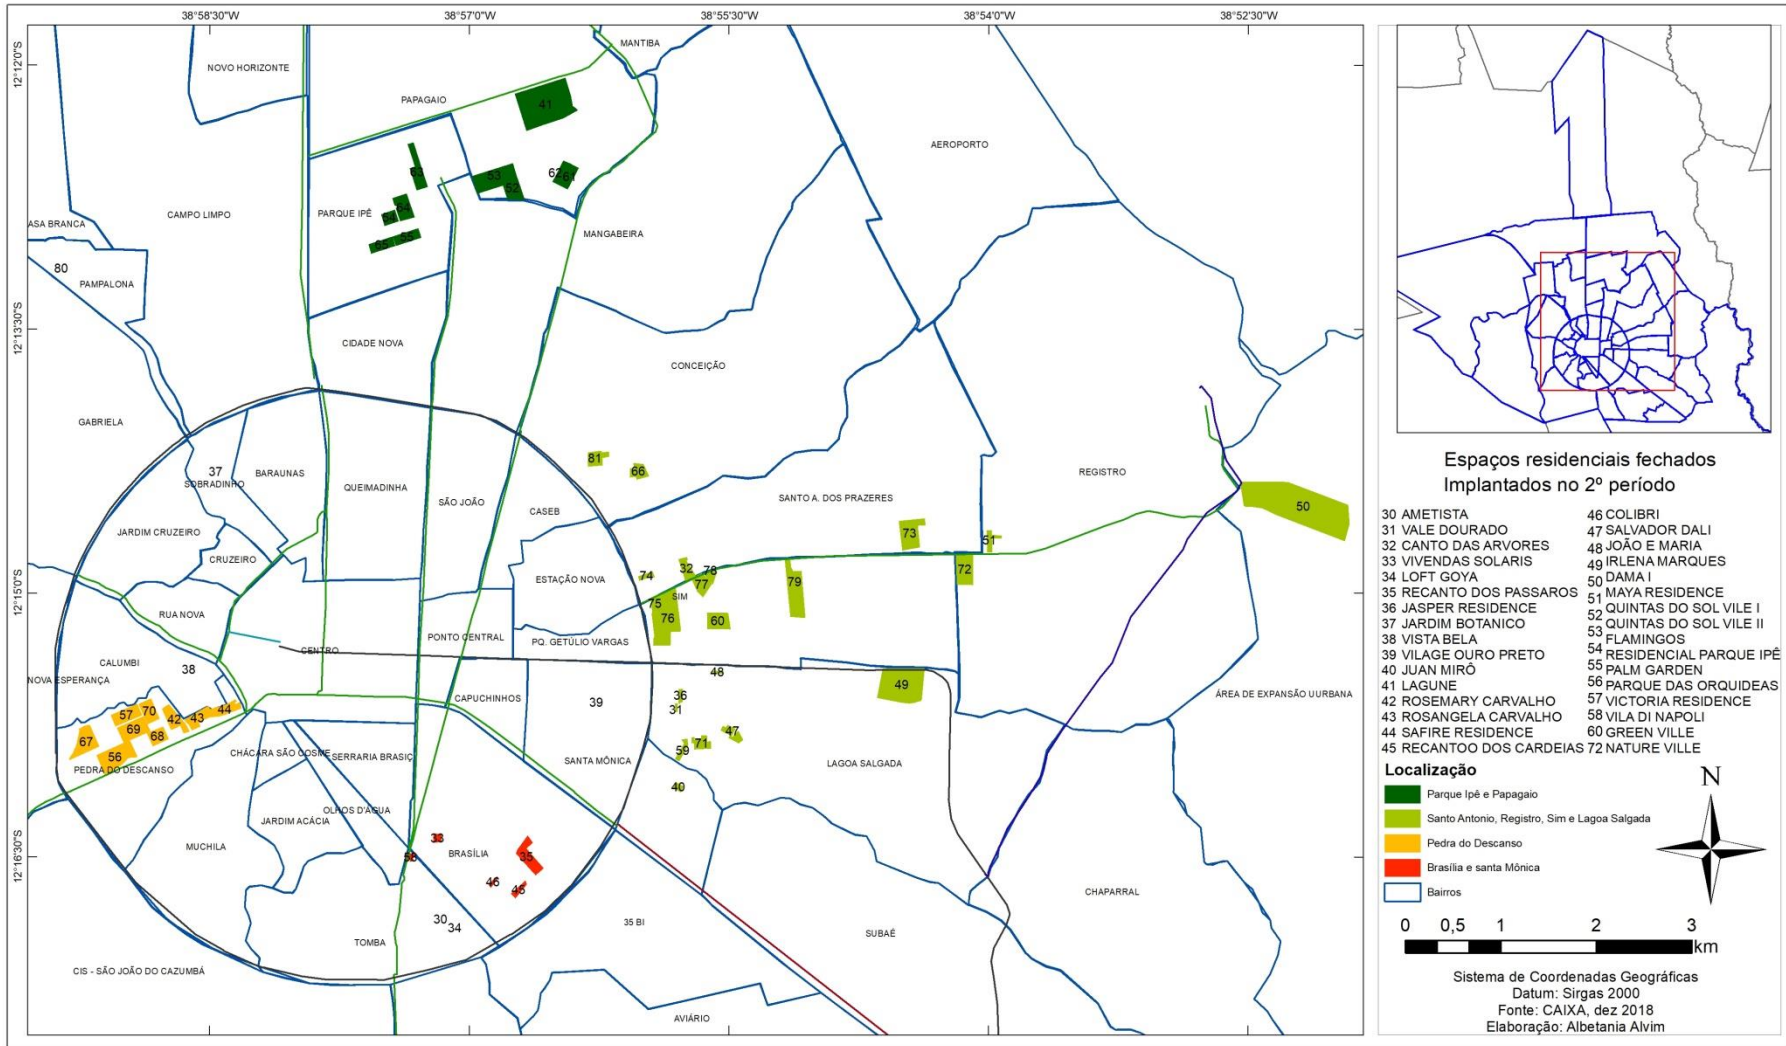 38°58'30"W
38°57'0"W
38°55'30"W
38°54'0"W
38°52'30"W
12°12'0"S
12°13'30"S
12°15'0"S
12°16'30"S
MANTIBA
NOVO HORIZONTE
PAPAGAIO
41
AEROPORTO
63
53
52
62
61
CAMPO LIMPO
PARQUE IPÊ
64
54
65
55
MANGABEIRA
ASA BRANCA
80
PAMPALONA
CIDADE NOVA
CONCEIÇÃO
GABRIELA
37
SOBRADINHO
BARAUNAS
QUEIMADINHA
SÃO JOÃO
CASEB
81
66
REGISTRO
SANTO A. DOS PRAZERES
50
JARDIM CRUZEIRO
73
51
CRUZEIRO
ESTAÇÃO NOVA
74
32
78
77
SIM
79
72
RUA NOVA
75
76
60
PONTO CENTRAL
PQ. GETÚLIO VARGAS
CENTRO
CALUMBI
38
NOVA ESPERANÇA
48
49
CAPUCHINHOS
39
36
31
ÁREA DE EXPANSÃO UURBANA
57
70
42
43
44
69
68
67
56
PEDRA DO DESCANSO
CHÁCARA SÃO COSME
SERRARIA BRASIÇ
SANTA MÔNICA
47
71
59
LAGOA SALGADA
40
OLHOS D'ÁGUA
JARDIM ACÁCIA
MUCHILA
33
58
BRASÍLIA
35
46
45
CHAPARRAL
30
34
35 BI
SUBAÉ
TOMBA
CIS - SÃO JOÃO DO CAZUMBÁ
AVIÁRIO
Espaços residenciais fechados
Implantados no 2º período
30 AMETISTA
31 VALE DOURADO
32 CANTO DAS ARVORES
33 VIVENDAS SOLARIS
34 LOFT GOYA
35 RECANTO DOS PASSAROS
36 JASPER RESIDENCE
37 JARDIM BOTANICO
38 VISTA BELA
39 VILAGE OURO PRETO
40 JUAN MIRÔ
41 LAGUNE
42 ROSEMARY CARVALHO
43 ROSANGELA CARVALHO
44 SAFIRE RESIDENCE
45 RECANTOO DOS CARDEIAS
46 COLIBRI
47 SALVADOR DALI
48 JOÃO E MARIA
49 IRLENA MARQUES
50 DAMA I
51 MAYA RESIDENCE
52 QUINTAS DO SOL VILE I
53 QUINTAS DO SOL VILE II
54 FLAMINGOS
55 RESIDENCIAL PARQUE IPÊ
56 PALM GARDEN
57 PARQUE DAS ORQUIDEAS
58 VICTORIA RESIDENCE
60 VILA DI NAPOLI
72 GREEN VILLE
NATURE VILLE
Localização
Parque Ipê e Papagaio
Santo Antonio, Registro, Sim e Lagoa Salgada
Pedra do Descanso
Brasília e santa Mônica
Bairros
N
0 0,5 1 2 3
km
Sistema de Coordenadas Geográficas
Datum: Sirgas 2000
Fonte: CAIXA, dez 2018
Elaboração: Albetania Alvim